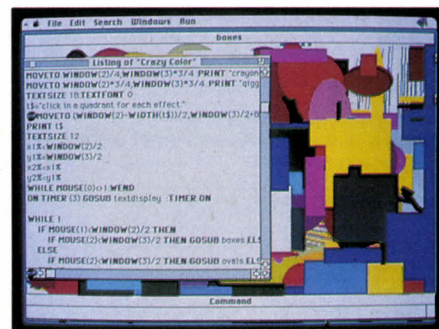 File Edit Search Windows Run
boxes
Listing of "Crazy Color"
MOVETO WINDOW(2)/4,WINDOW(3)*3/4 PRINT "crayon
MOVETO WINDOW(2)*3/4,WINDOW(3)*3/4 PRINT "gigg
TEXTSIZE 18:TEXTFONT 0
t$="click in a quadrant for each effect."
MOVETO (WINDOW(2)-WIDTH(t$))/2,WINDOW(3)/2+8
PRINT t$
TEXTSIZE 12
x1%=WINDOW(2)/2
y1%=WINDOW(3)/2
x2%=x1%
y2%=y1%
WHILE MOUSE(0)<>1:WEND
ON TIMER (3) GOSUB textdisplay :TIMER ON
WHILE 1
IF MOUSE(1)<WINDOW(2)/2 THEN
IF MOUSE(2)<WINDOW(3)/2 THEN GOSUB boxes ELS
ELSE
IF MOUSE(2)<WINDOW(3)/2 THEN GOSUB ovals ELS
Command